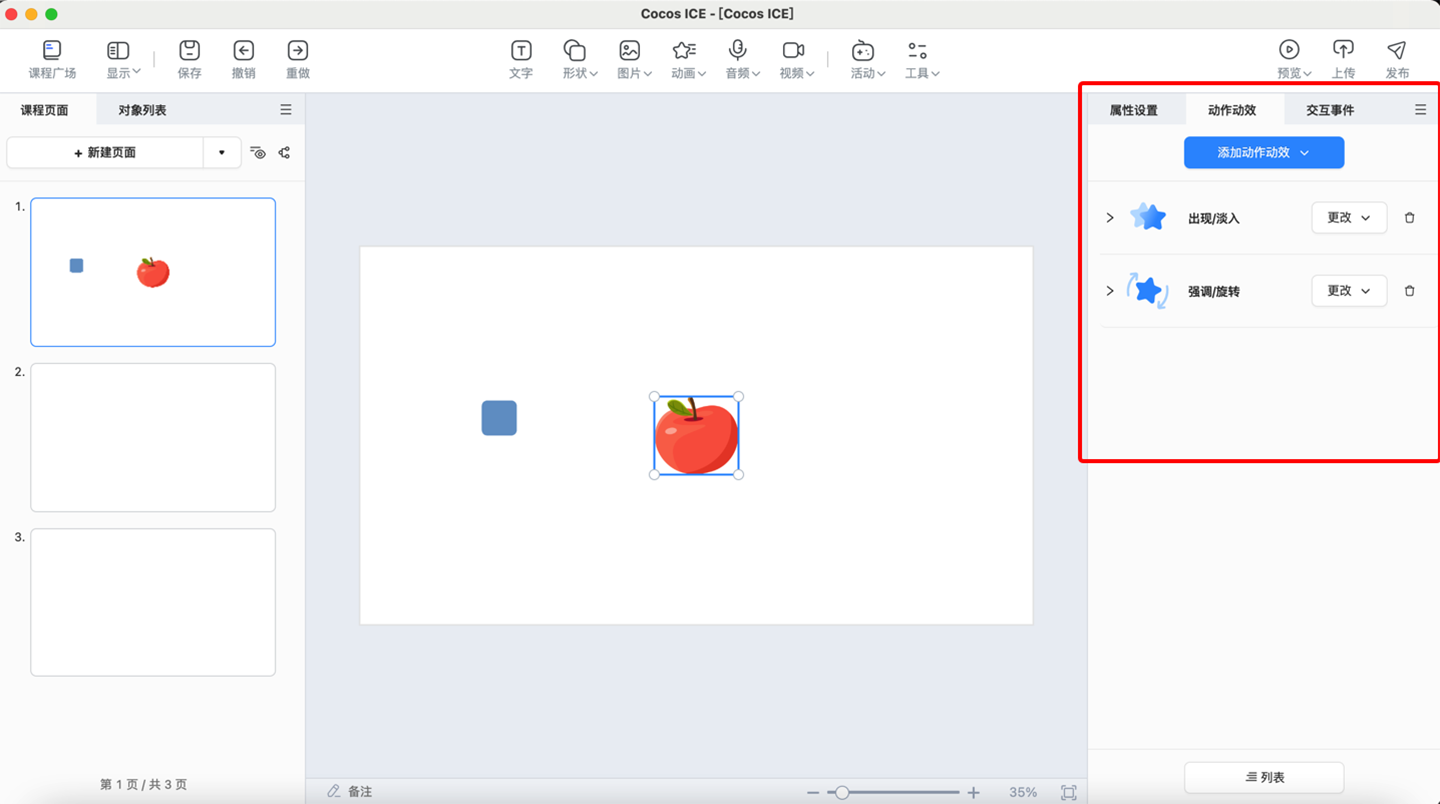 Cocos ICE - [Cocos ICE]
课程广场 显示 保存 撤销 重做 文字 形状 图片 动画 音频 视频 活动 工具 预览 上传 发布
课程页面 对象列表
+ 新建页面
1.
2.
3.
第 1 页 / 共 3 页
备注
35%
属性设置 动作动效 交互事件
添加动作动效
出现/淡入 更改
强调/旋转 更改
列表